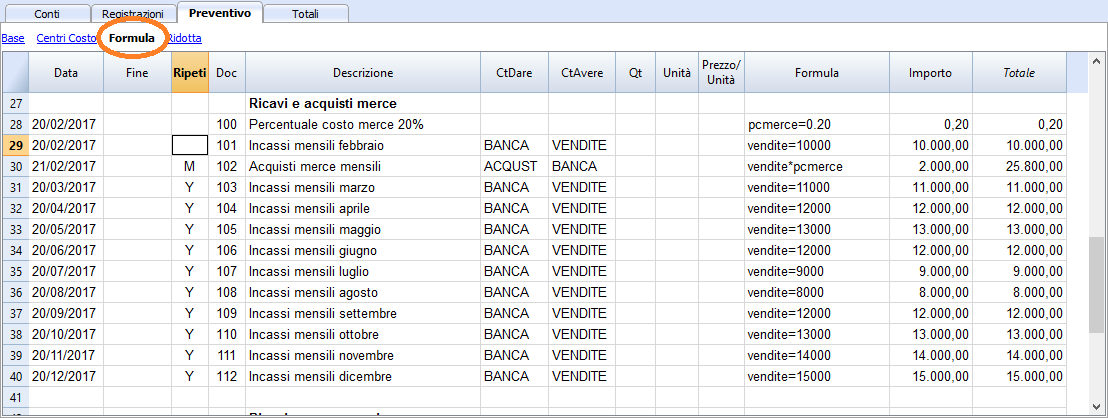 Conti Registrazioni Preventivo Totali
Base Centri Costo Formula Ridotta
Data Fine Ripeti Doc Descrizione CtDare CtAvere Qt Unità Prezzo/ Unità Formula Importo Totale
27 Ricavi e acquisti merce
28 20/02/2017 100 Percentuale costo merce 20% pcmerce=0.20 0,20 0,20
29 20/02/2017 101 Incassi mensili febbraio BANCA VENDITE vendite=10000 10.000,00 10.000,00
30 21/02/2017 M 102 Acquisti merce mensili ACQUST BANCA vendite*pcmerce 2.000,00 25.800,00
31 20/03/2017 Y 103 Incassi mensili marzo BANCA VENDITE vendite=11000 11.000,00 11.000,00
32 20/04/2017 Y 104 Incassi mensili aprile BANCA VENDITE vendite=12000 12.000,00 12.000,00
33 20/05/2017 Y 105 Incassi mensili maggio BANCA VENDITE vendite=13000 13.000,00 13.000,00
34 20/06/2017 Y 106 Incassi mensili giugno BANCA VENDITE vendite=12000 12.000,00 12.000,00
35 20/07/2017 Y 107 Incassi mensili luglio BANCA VENDITE vendite=9000 9.000,00 9.000,00
36 20/08/2017 Y 108 Incassi mensili agosto BANCA VENDITE vendite=8000 8.000,00 8.000,00
37 20/09/2017 Y 109 Incassi mensili settembre BANCA VENDITE vendite=12000 12.000,00 12.000,00
38 20/10/2017 Y 110 Incassi mensili ottobre BANCA VENDITE vendite=13000 13.000,00 13.000,00
39 20/11/2017 Y 111 Incassi mensili novembre BANCA VENDITE vendite=14000 14.000,00 14.000,00
40 20/12/2017 Y 112 Incassi mensili dicembre BANCA VENDITE vendite=15000 15.000,00 15.000,00
41